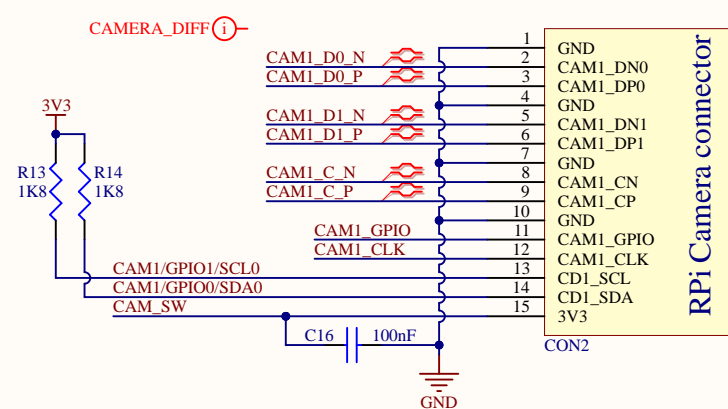 CAMERA_DIFF i
1 GND
CAM1_D0_N 2 CAM1_DN0
CAM1_D0_P 3 CAM1_DP0
4 GND
3V3
CAM1_D1_N 5 CAM1_DN1
CAM1_D1_P 6 CAM1_DP1
7 GND
R13 R14 CAM1_C_N 8 CAM1_CN
1K8 1K8 CAM1_C_P 9 CAM1_CP
10 GND
CAM1_GPIO 11 CAM1_GPIO
CAM1_CLK 12 CAM1_CLK
CAM1/GPIO1/SCL0 13 CD1_SCL
CAM1/GPIO0/SDA0 14 CD1_SDA
CAM_SW 15 3V3
C16 100nF
CON2
GND
RPi Camera connector